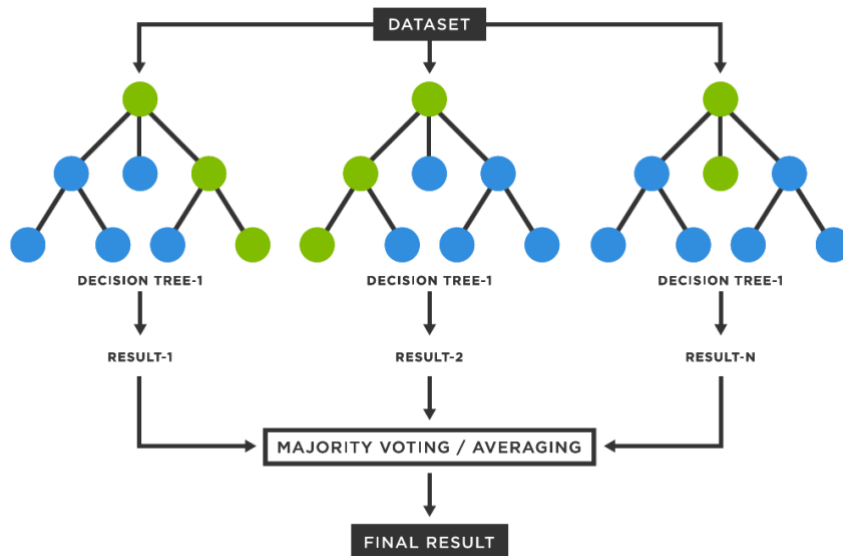 DATASET
DECISION TREE-1
DECISION TREE-1
DECISION TREE-1
RESULT-1
RESULT-2
RESULT-N
MAJORITY VOTING / AVERAGING
FINAL RESULT